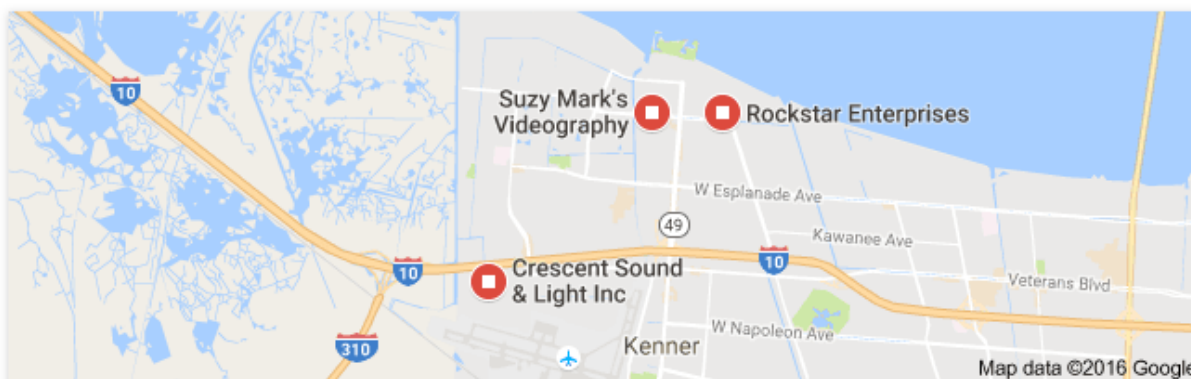 10
Suzy Mark's
Videography
Rockstar Enterprises
W Esplanade Ave
49
Kawanee Ave
10
10
Crescent Sound
& Light Inc
Veterans Blvd
310
W Napoleon Ave
Kenner
Map data ©2016 Google